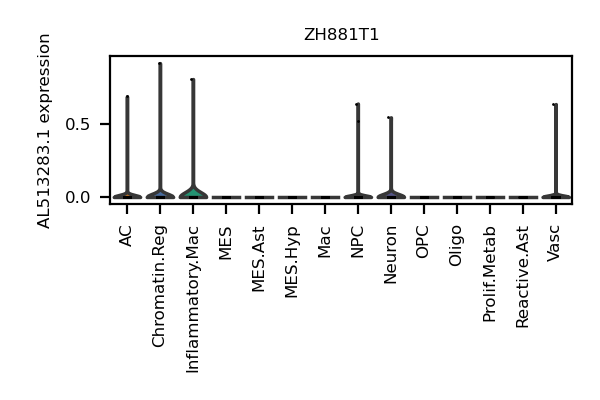 ZH881T1
AL513283.1 expression
0.5
0.0
AC
Chromatin.Reg
Inflammatory.Mac
MES
MES.Ast
MES.Hyp
Mac
NPC
Neuron
OPC
Oligo
Prolif.Metab
Reactive.Ast
Vasc